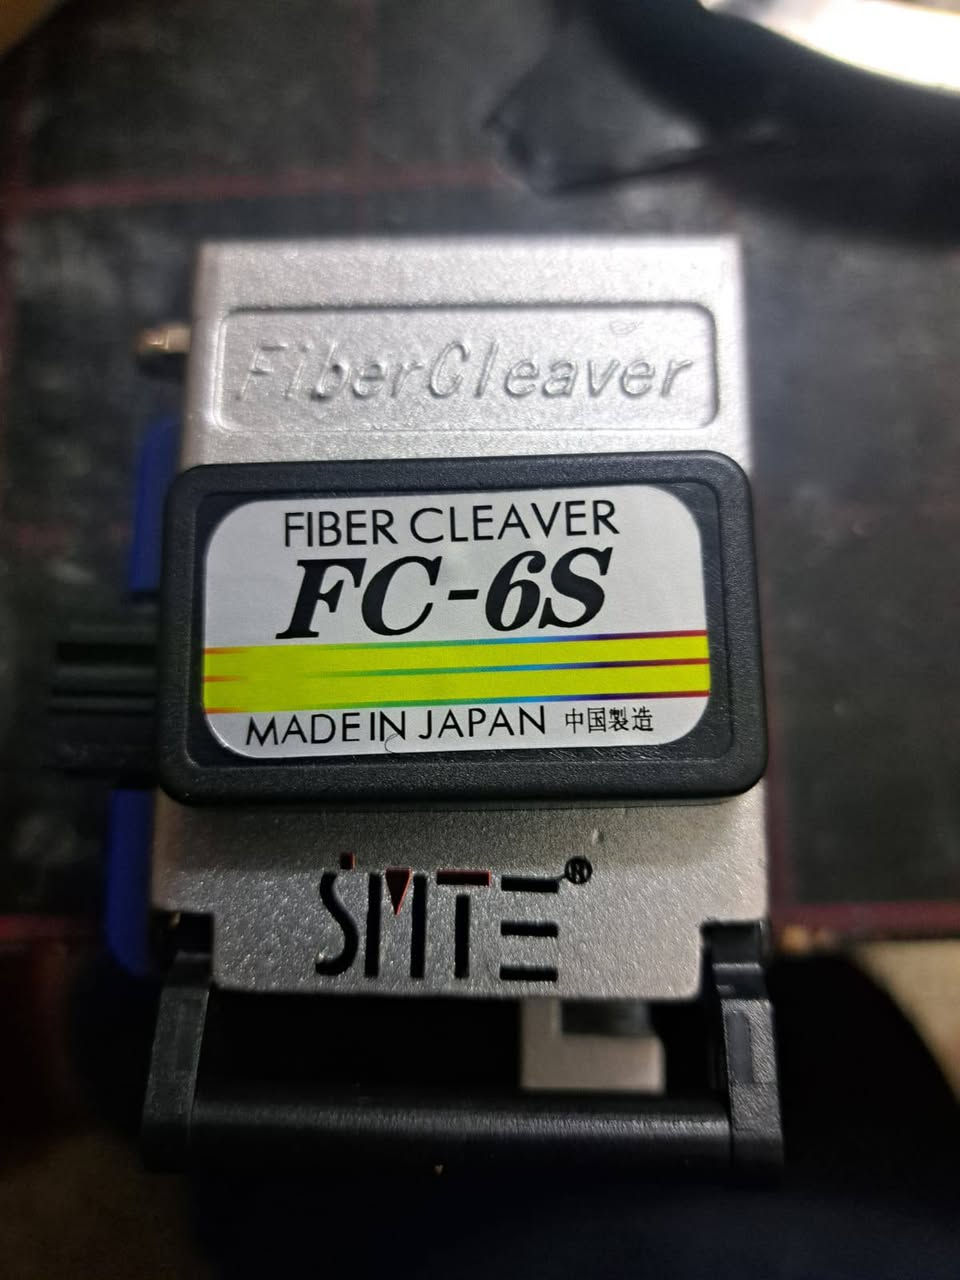 FiberCleaver
FIBER CLEAVER
FC-6S
MADE IN JAPAN 中国製造
SMTE®